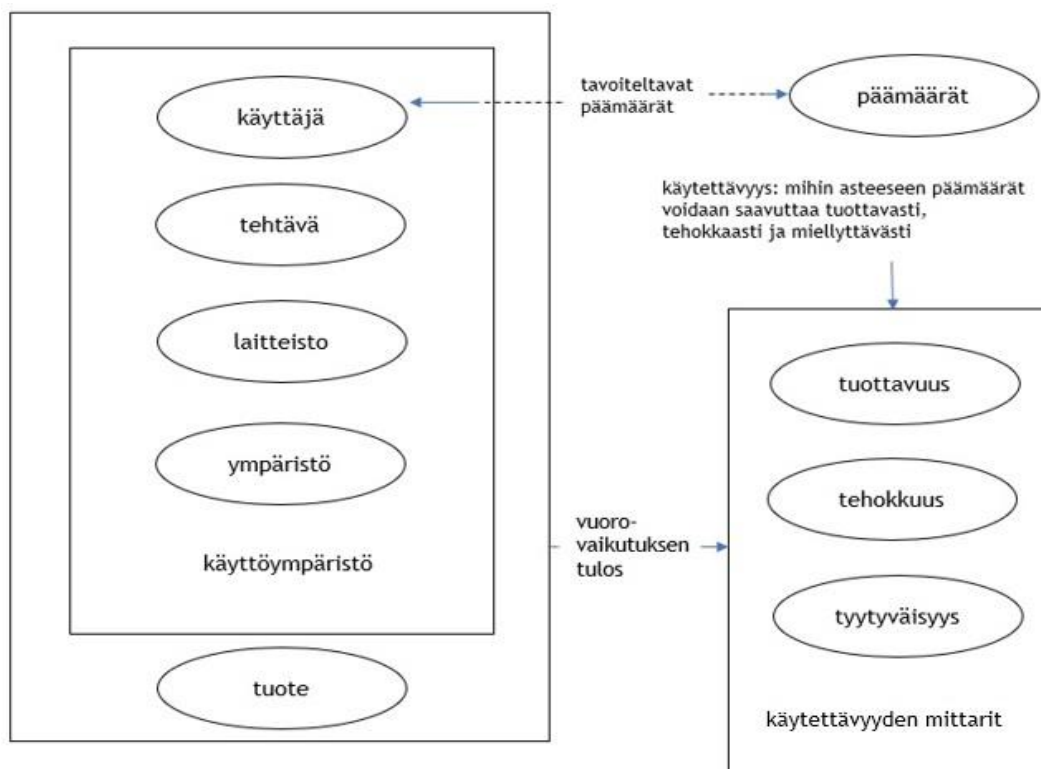 käyttäjä
tehtävä
laitteisto
ympäristö
käyttöympäristö
tuote
tavoiteltavat
päämäärät
päämäärät
käytettävyys: mihin asteeseen päämäärät
voidaan saavuttaa tuottavasti,
tehokkaasti ja miellyttävästi
vuoro-
vaikutuksen
tulos
tuottavuus
tehokkuus
tyytyväisyys
käytettävyyden mittarit